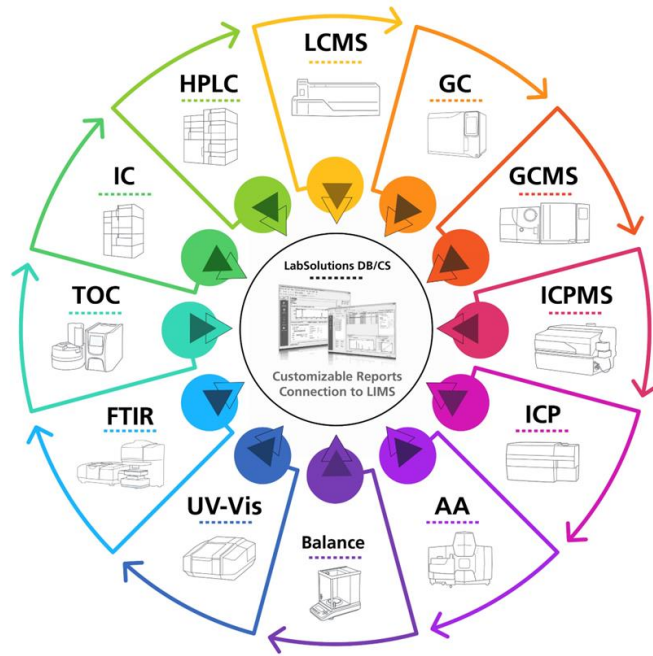 LCMS
GC
GCMS
ICPMS
ICP
AA
Balance
UV-Vis
FTIR
TOC
IC
HPLC
LabSolutions DB/CS
Customizable Reports
Connection to LIMS